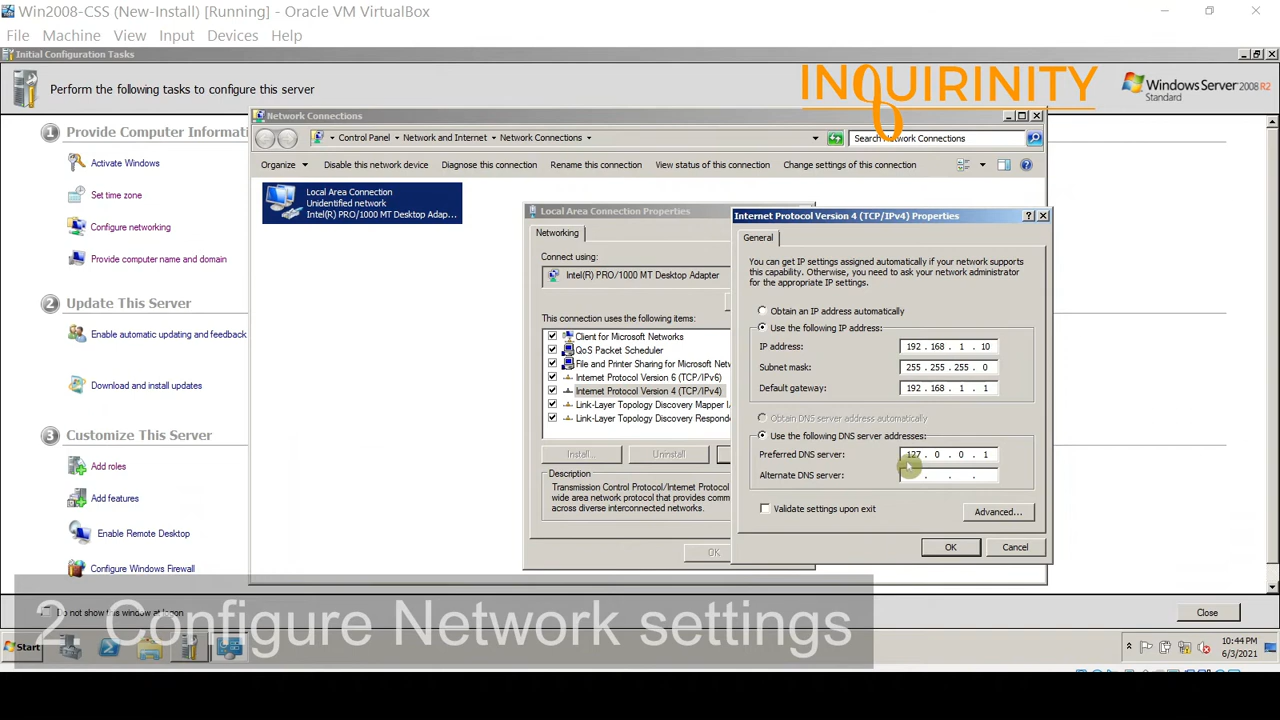 Win2008-CSS (New-Install) [Running] - Oracle VM VirtualBox
File Machine View Input Devices Help
Initial Configuration Tasks
Perform the following tasks to configure this server
INQUIRINITY
Windows Server 2008 R2
Standard
1 Provide Computer Informati
Activate Windows
Set time zone
Configure networking
Provide computer name and domain
2 Update This Server
Enable automatic updating and feedback
Download and install updates
3 Customize This Server
Add roles
Add features
Enable Remote Desktop
Configure Windows Firewall
Network Connections
Control Panel Network and Internet Network Connections
Search Network Connections
Organize Disable this network device Diagnose this connection Rename this connection View status of this connection Change settings of this connection
Local Area Connection
Unidentified network
Intel(R) PRO/1000 MT Desktop Adap...
Local Area Connection Properties
Networking
Connect using:
Intel(R) PRO/1000 MT Desktop Adapter
This connection uses the following items:
Client for Microsoft Networks
QoS Packet Scheduler
File and Printer Sharing for Microsoft Netw
Internet Protocol Version 6 (TCP/IPv6)
Internet Protocol Version 4 (TCP/IPv4)
Link-Layer Topology Discovery Mapper I/
Link-Layer Topology Discovery Responde
Install... Uninstall
Description
Transmission Control Protocol/Internet Protocol
wide area network protocol that provides comm
across diverse interconnected networks.
OK
Internet Protocol Version 4 (TCP/IPv4) Properties
General
You can get IP settings assigned automatically if your network supports
this capability. Otherwise, you need to ask your network administrator
for the appropriate IP settings.
Obtain an IP address automatically
Use the following IP address:
IP address: 192 . 168 . 1 . 10
Subnet mask: 255 . 255 . 255 . 0
Default gateway: 192 . 168 . 1 . 1
Obtain DNS server address automatically
Use the following DNS server addresses:
Preferred DNS server: 127 . 0 . 0 . 1
Alternate DNS server: . . .
Validate settings upon exit
Advanced...
OK Cancel
Do not show this window at logon
Close
2. Configure Network settings
Start
10:44 PM
6/3/2021